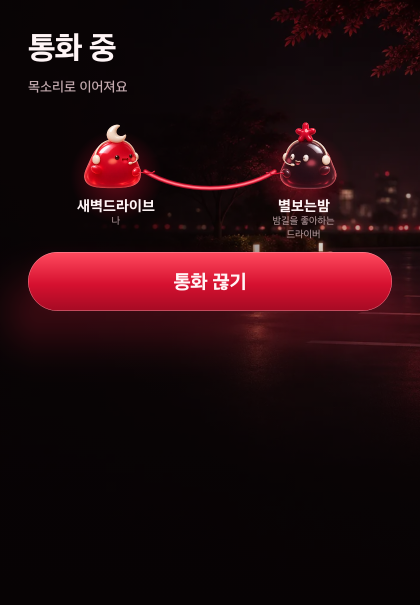 통화 중
목소리로 이어져요
새벽드라이브
나
별보는밤
밤길을 좋아하는
드라이버
통화 끊기